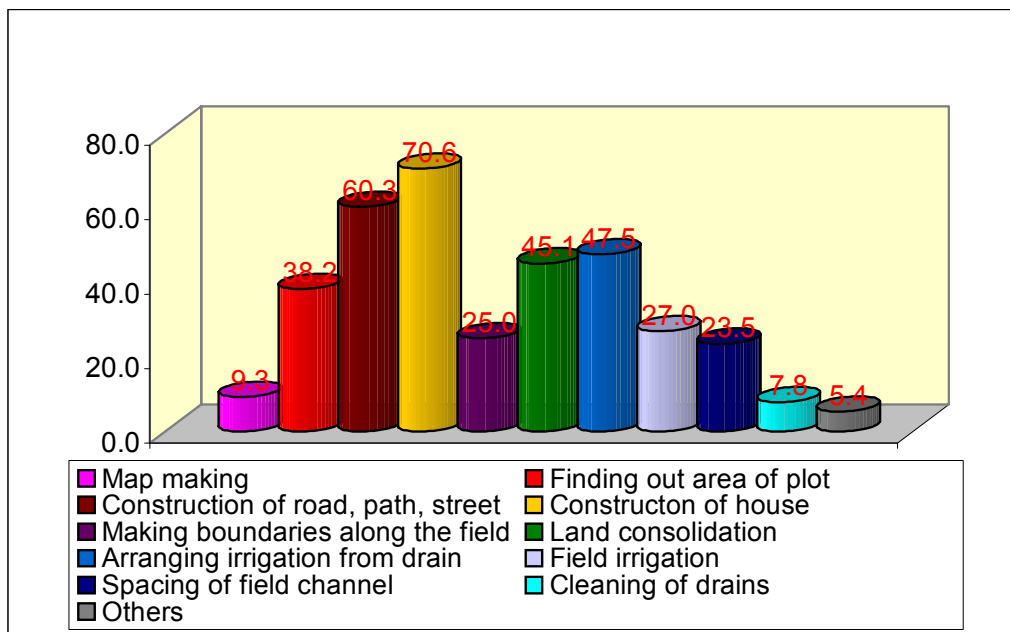 80.0
60.0
40.0
20.0
0.0
9.3
38.2
60.3
70.6
25.0
45.1
47.5
27.0
23.5
7.8
5.4
Map making
Finding out area of plot
Construction of road, path, street
Constructon of house
Making boundaries along the field
Land consolidation
Arranging irrigation from drain
Field irrigation
Spacing of field channel
Cleaning of drains
Others